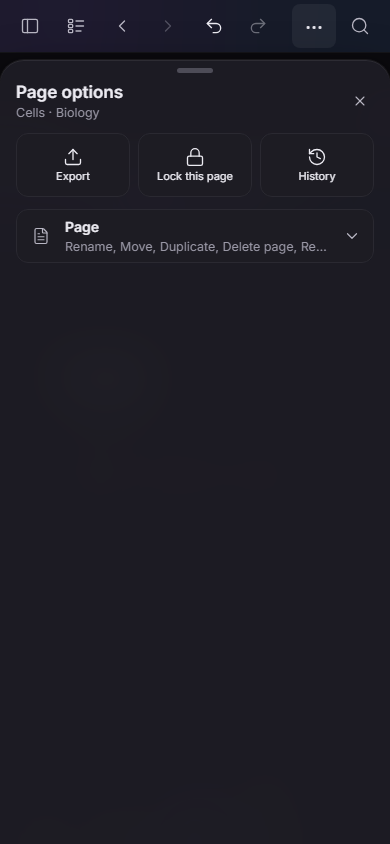 Page options
Cells · Biology
Export
Lock this page
History
Page
Rename, Move, Duplicate, Delete page, Re...